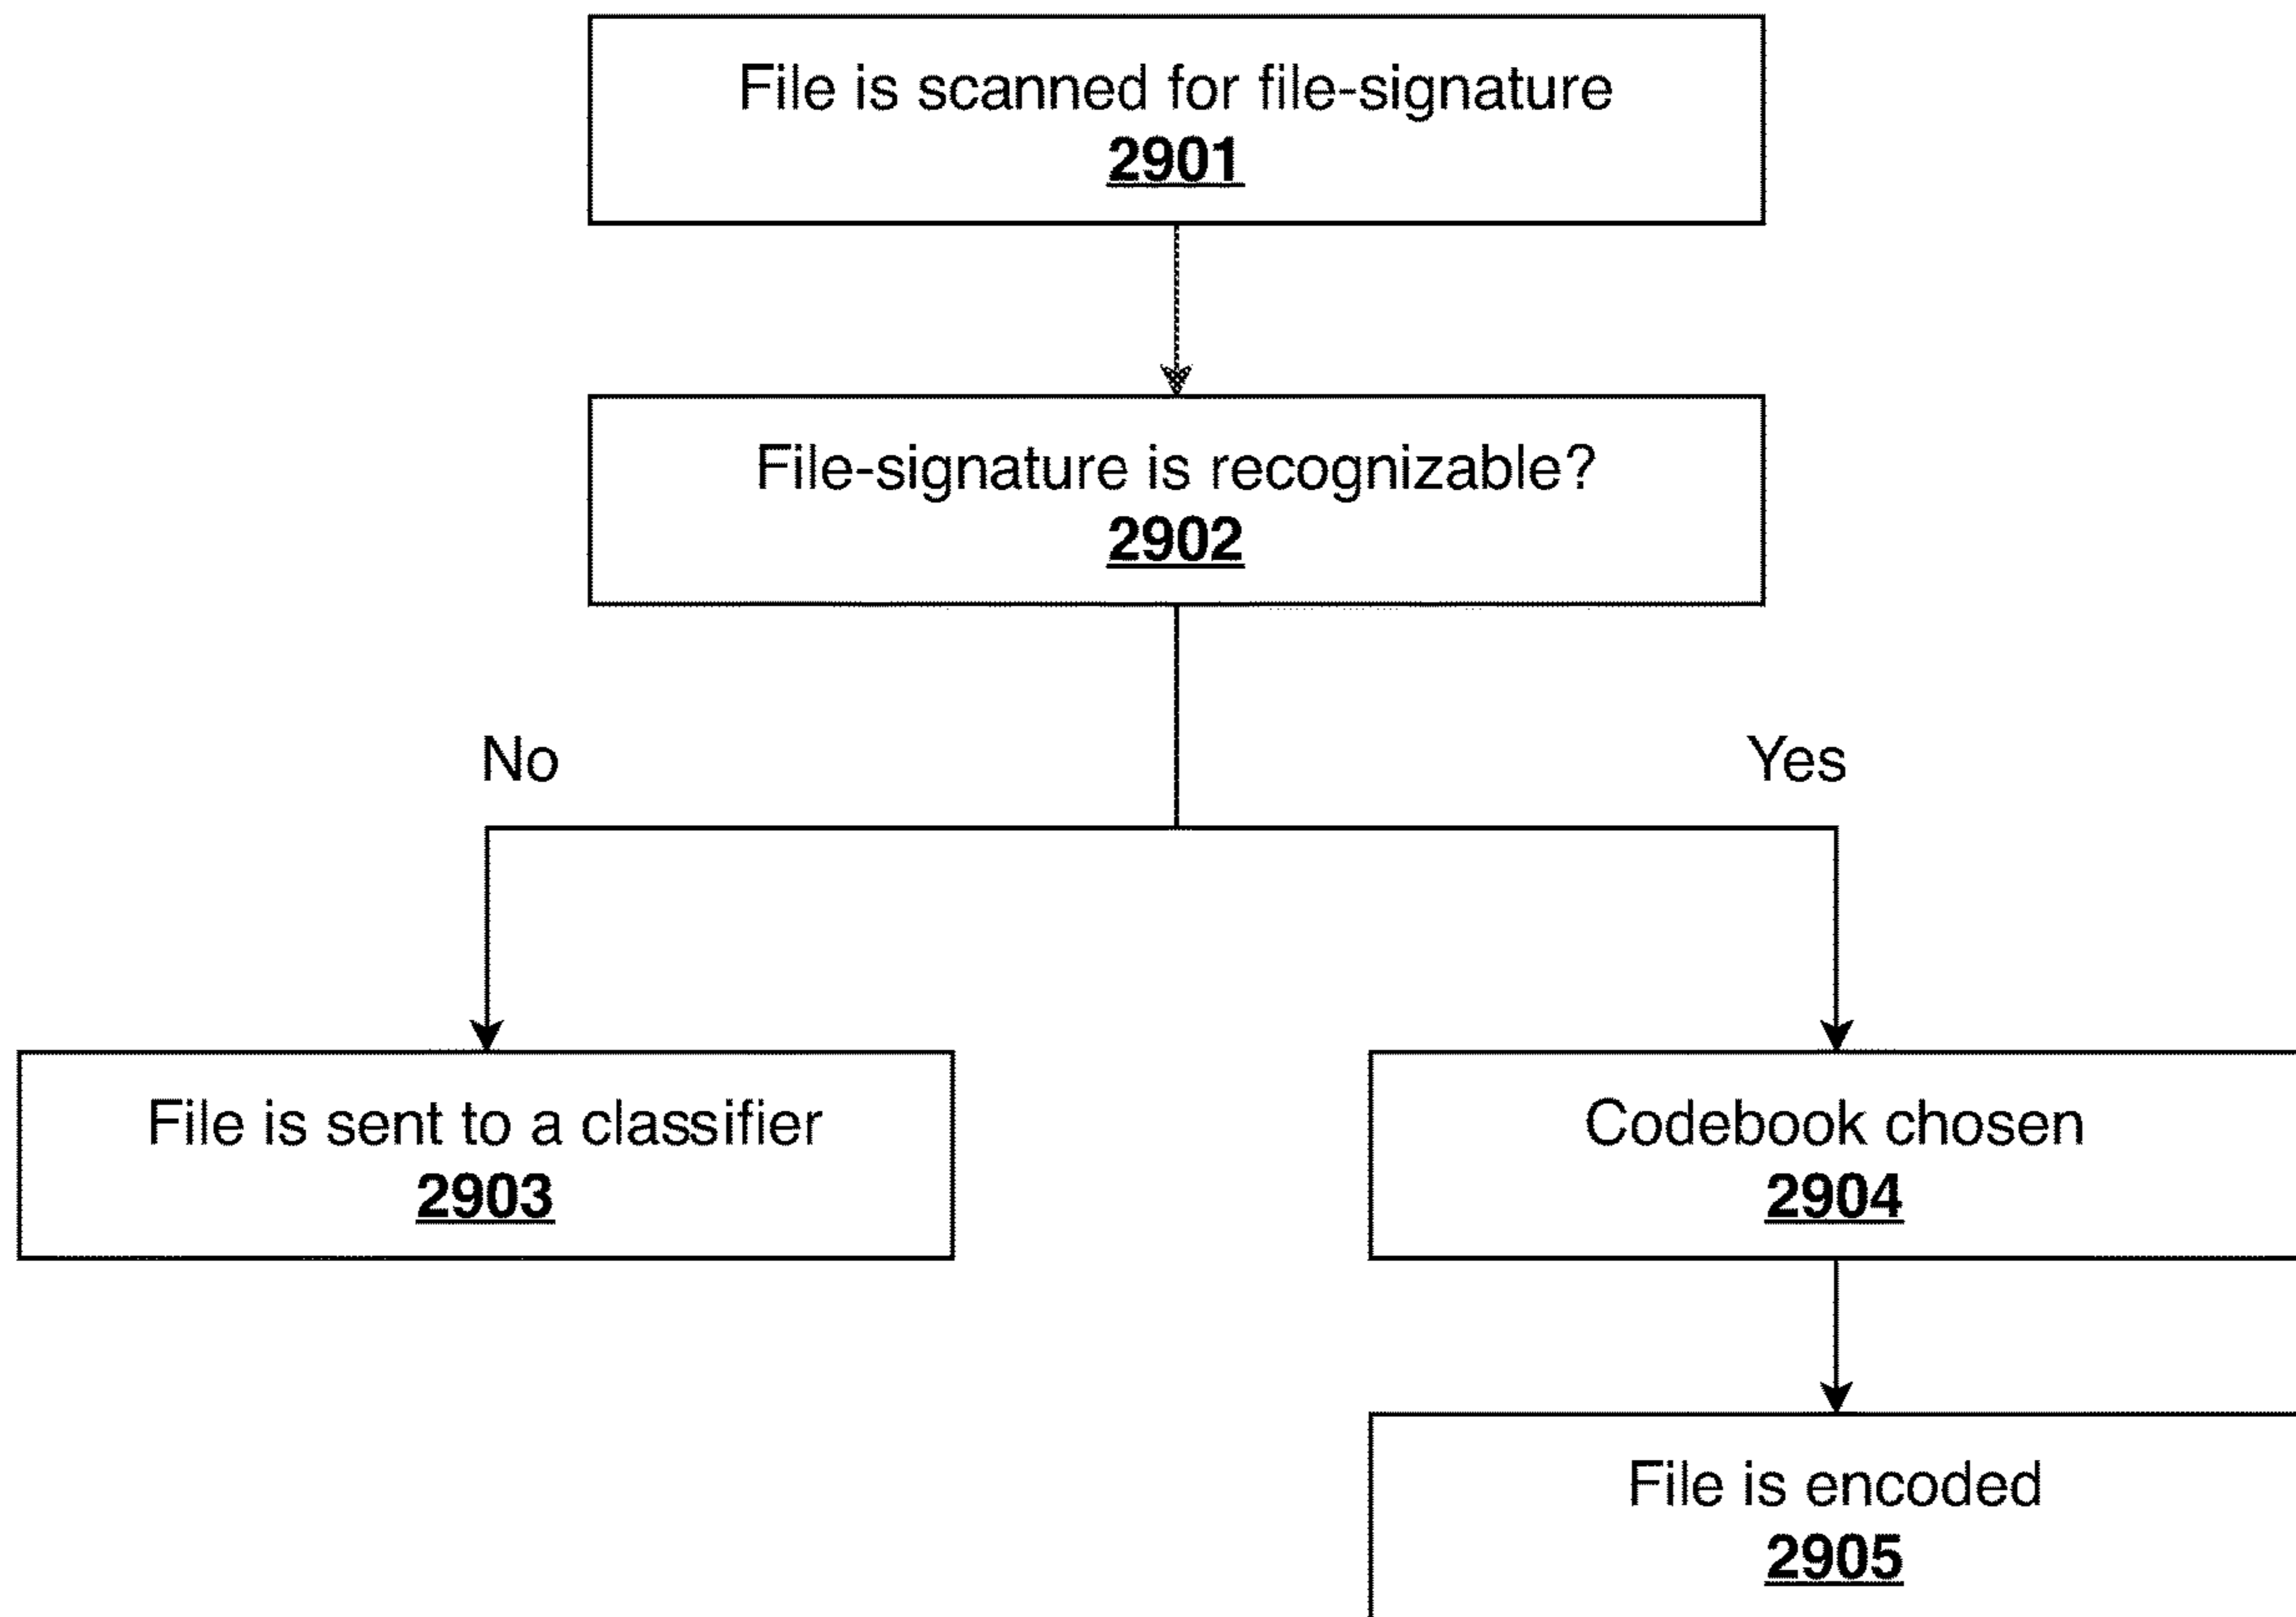 File is scanned for file-signature
2901
File-signature is recognizable?
2902
No
Yes
File is sent to a classifier
2903
Codebook chosen
2904
File is encoded
2905